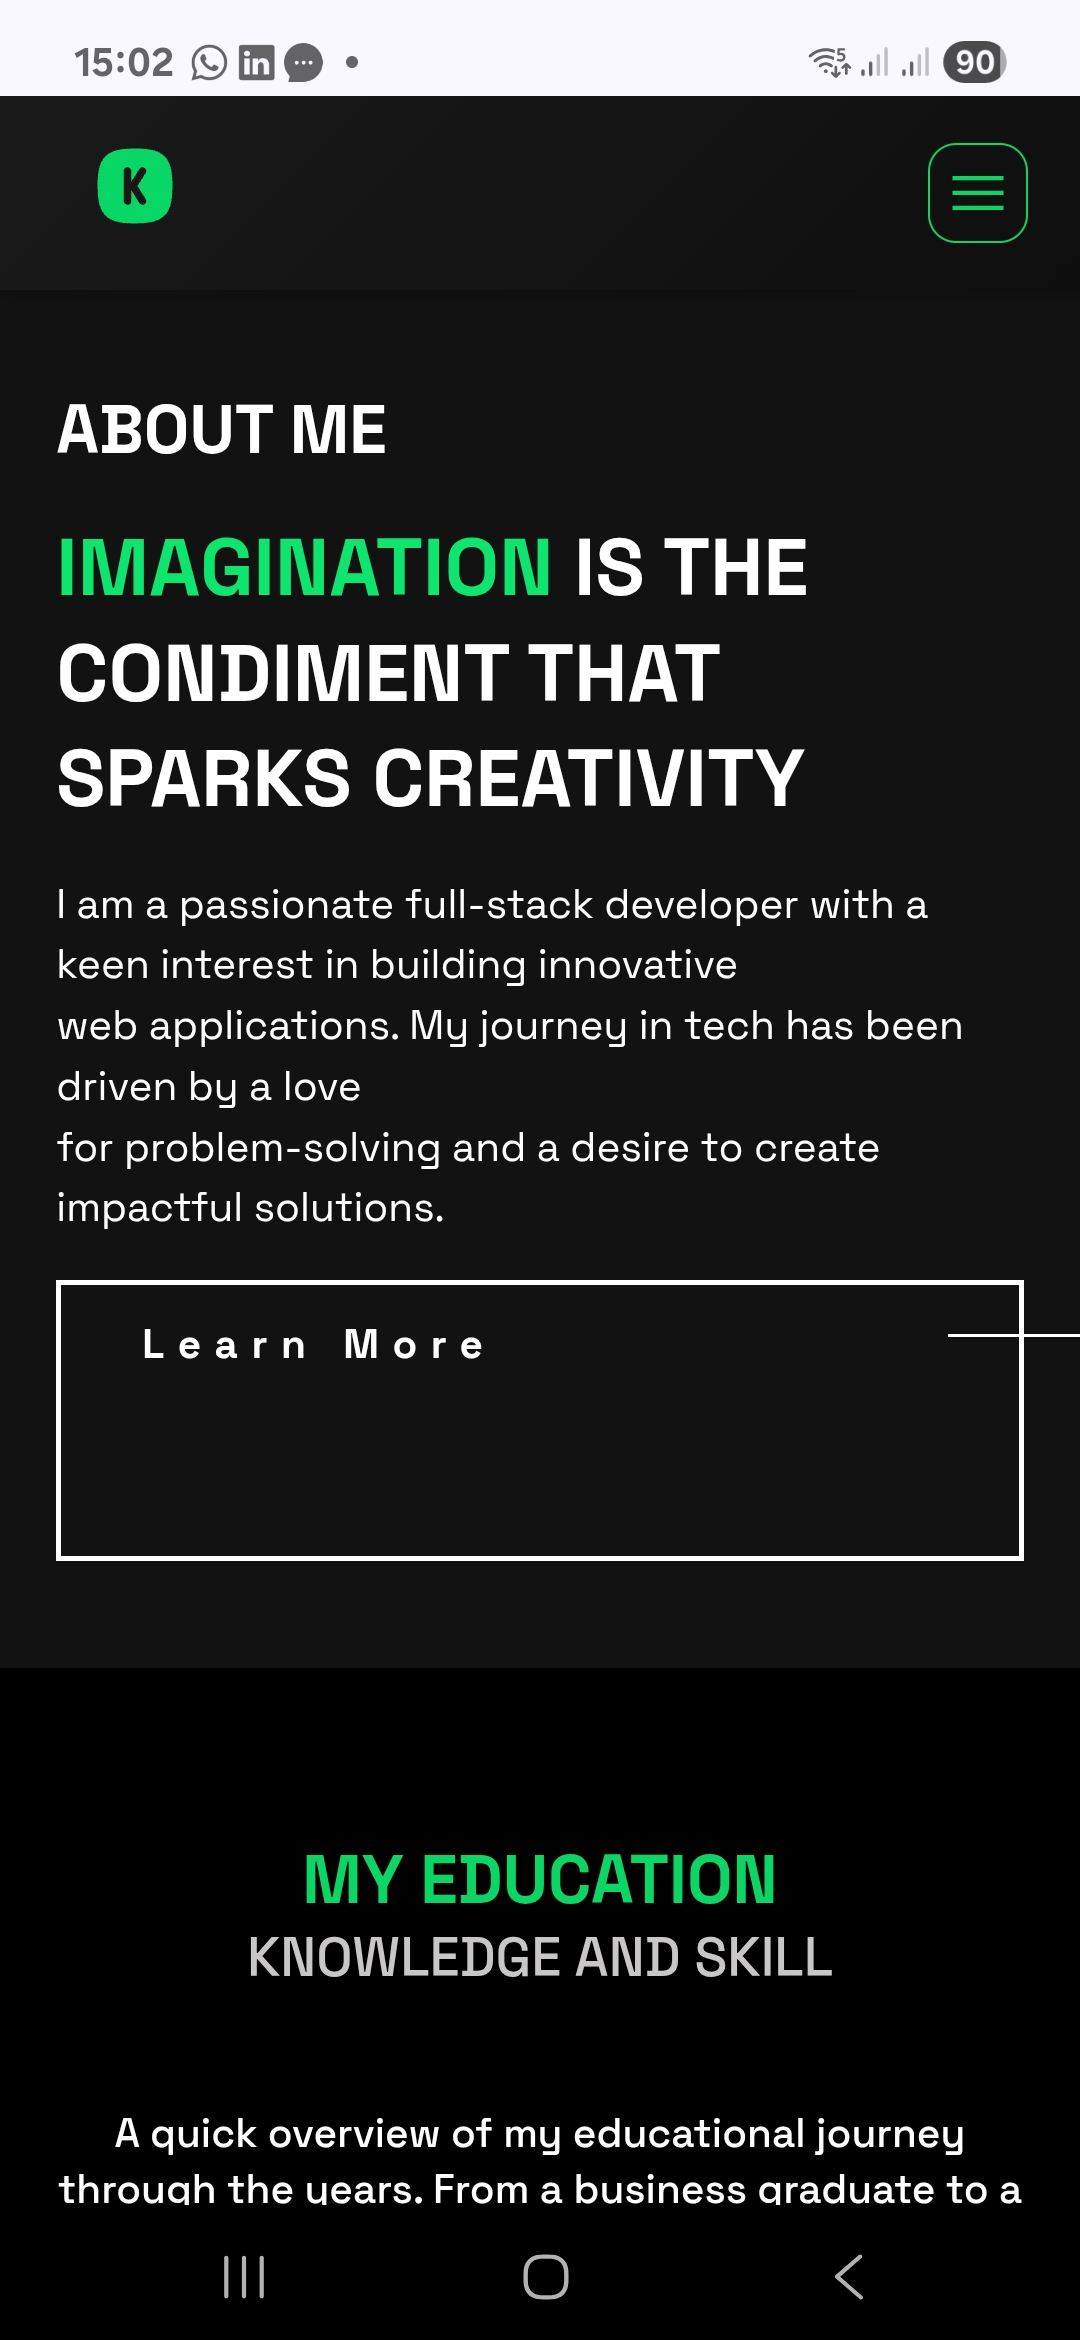 15:02
5
90
K
ABOUT ME
IMAGINATION IS THE
CONDIMENT THAT
SPARKS CREATIVITY
I am a passionate full-stack developer with a
keen interest in building innovative
web applications. My journey in tech has been
driven by a love
for problem-solving and a desire to create
impactful solutions.
Learn More
MY EDUCATION
KNOWLEDGE AND SKILL
A quick overview of my educational journey
through the years. From a business graduate to a